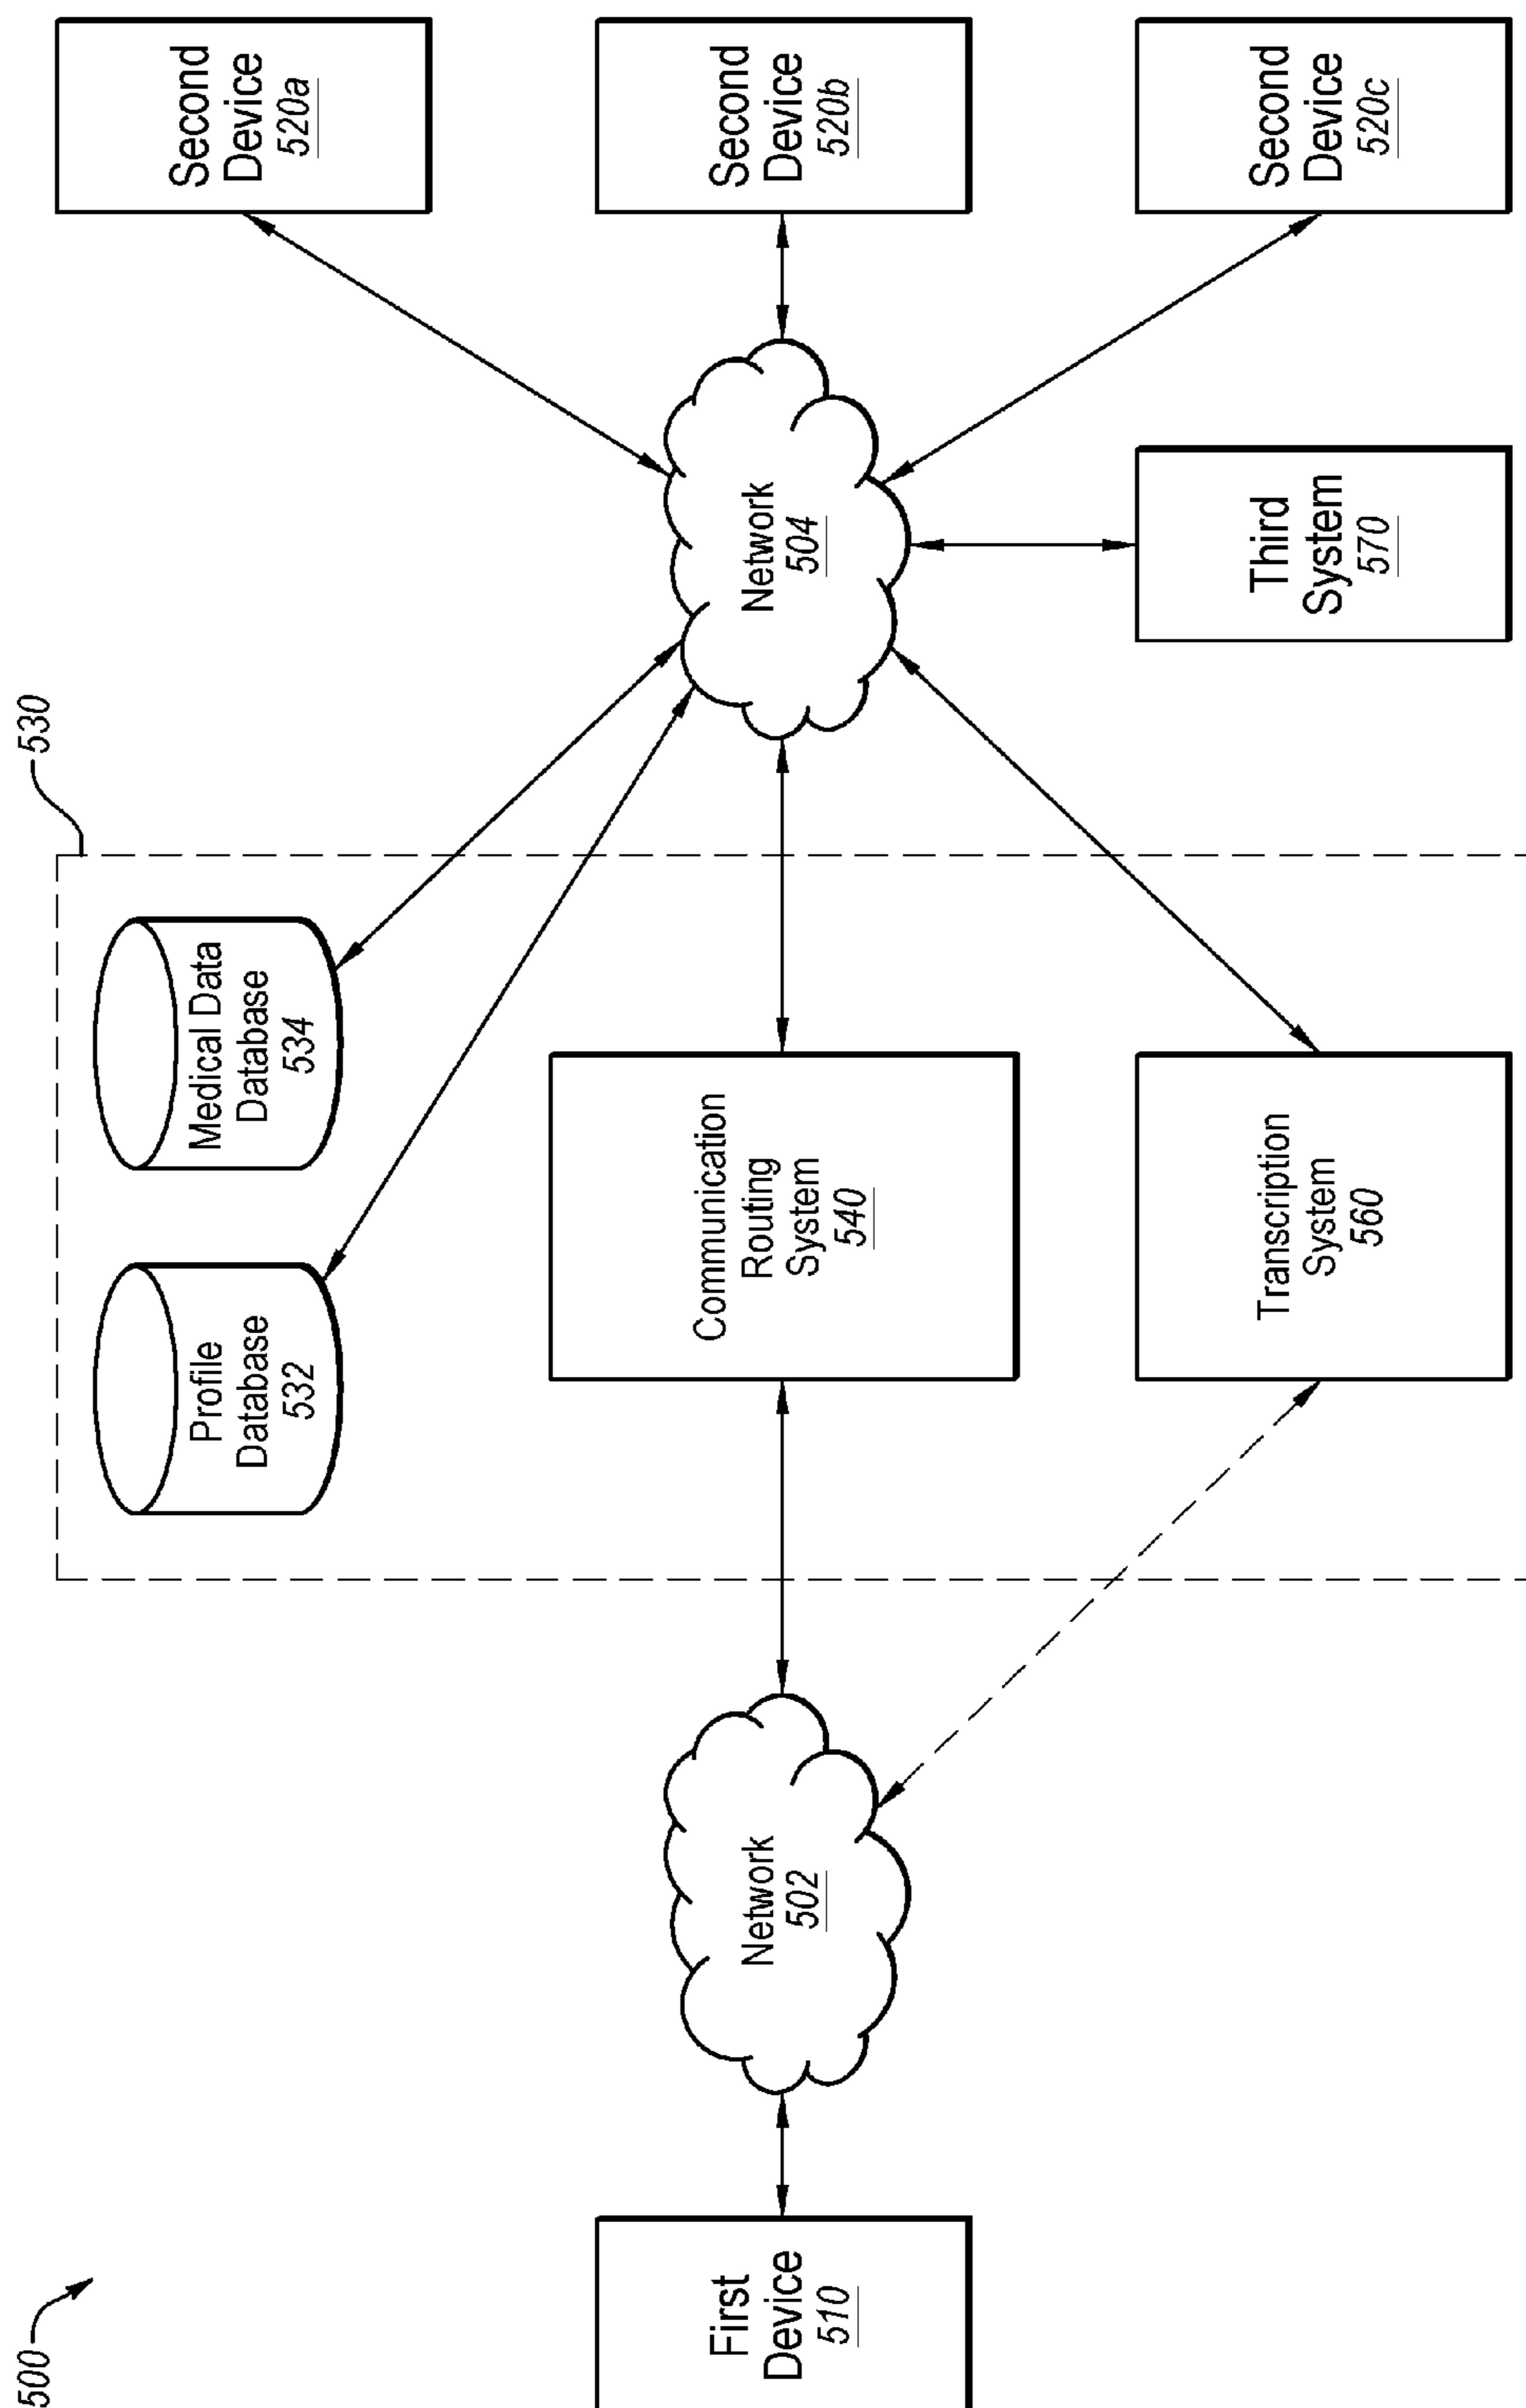 500
530
First
Device
510
Network
502
Profile
Database
532
Medical Data
Database
534
Communication
Routing
System
540
Transcription
System
560
Network
504
Second
Device
520a
Second
Device
520b
Third
System
570
Second
Device
520c